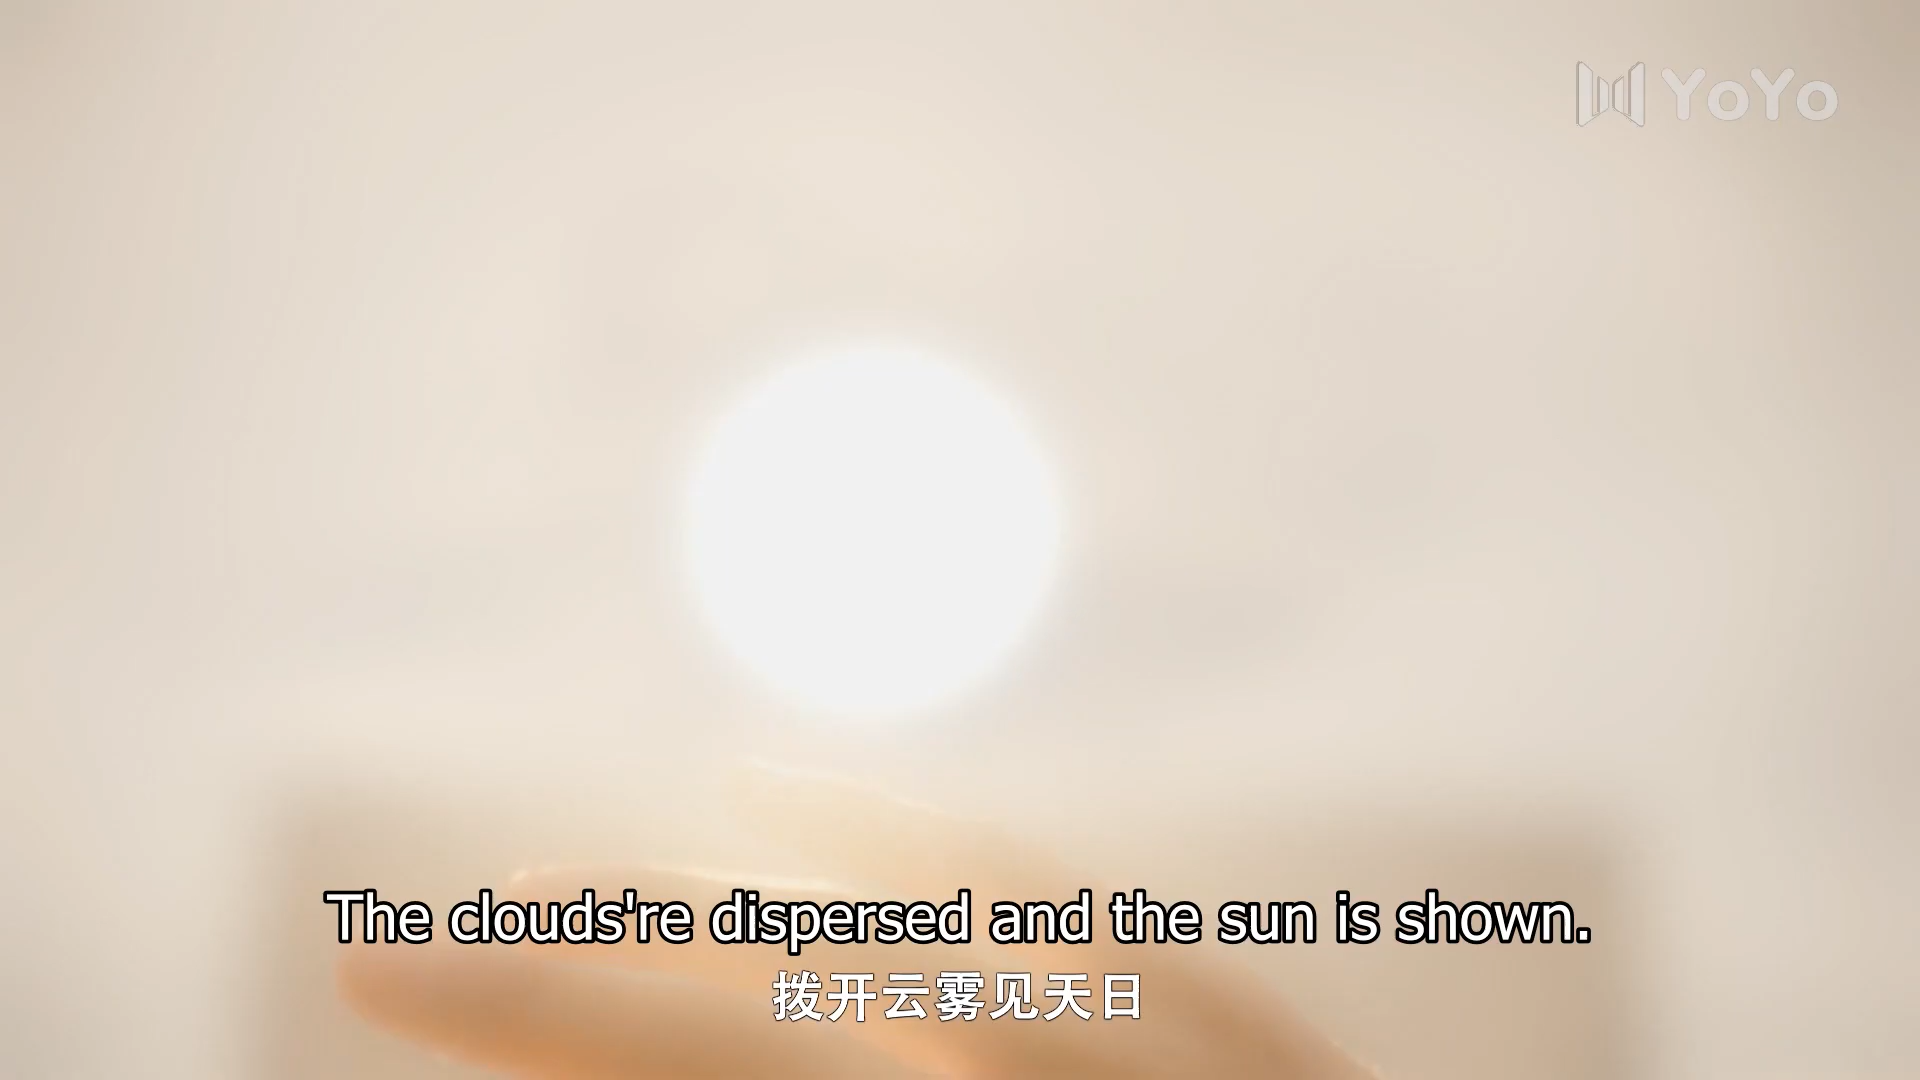 YoYo
The clouds're dispersed and the sun is shown.
拨开云雾见天日